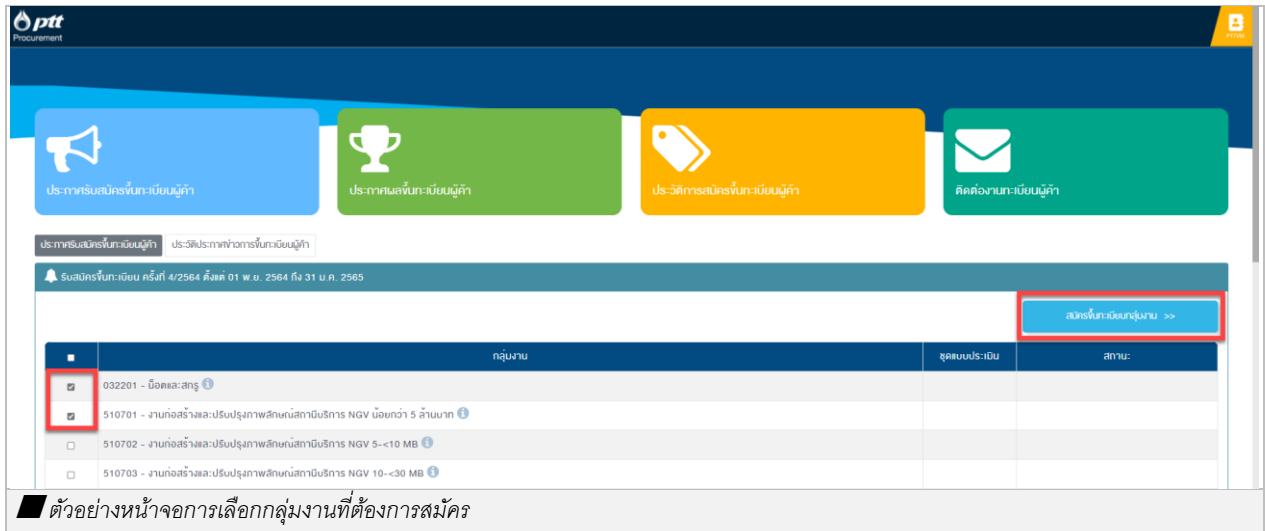 ptt
Procurement
PTTVM
ประกาศรับสมัครขึ้นทะเบียนผู้ค้า
ประกาศผลขึ้นทะเบียนผู้ค้า
ประวัติการสมัครขึ้นทะเบียนผู้ค้า
ติดต่องานทะเบียนผู้ค้า
ประกาศรับสมัครขึ้นทะเบียนผู้ค้า ประวัติประกาศข่าวการขึ้นทะเบียนผู้ค้า
รับสมัครขึ้นทะเบียน ครั้งที่ 4/2564 ตั้งแต่ 01 พ.ย. 2564 ถึง 31 ม.ค. 2565
สมัครขึ้นทะเบียนกลุ่มงาน >>
กลุ่มงาน ชุดแบบประเมิน สถานะ
032201 - น็อตและสกรู
510701 - งานก่อสร้างและปรับปรุงภาพลักษณ์สถานีบริการ NGV น้อยกว่า 5 ล้านบาท
510702 - งานก่อสร้างและปรับปรุงภาพลักษณ์สถานีบริการ NGV 5-<10 MB
510703 - งานก่อสร้างและปรับปรุงภาพลักษณ์สถานีบริการ NGV 10-<30 MB
ตัวอย่างหน้าจอการเลือกกลุ่มงานที่ต้องการสมัคร